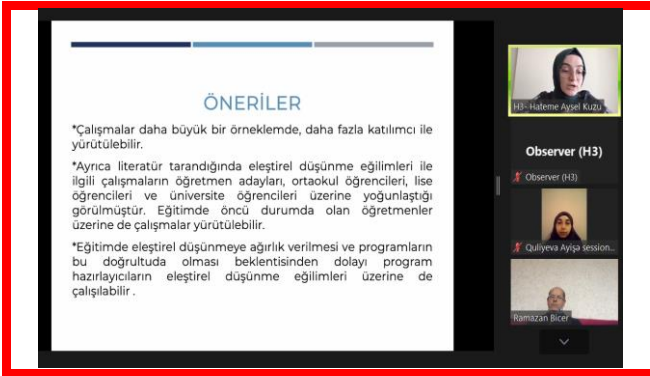 ÖNERİLER
*Çalışmalar daha büyük bir örneklemde, daha fazla katılımcı ile
yürütülebilir.
*Ayrıca literatür tarandığında eleştirel düşünme eğilimleri ile
ilgili çalışmaların öğretmen adayları, ortaokul öğrencileri, lise
öğrencileri ve üniversite öğrencileri üzerine yoğunlaştığı
görülmüştür. Eğitimde öncü durumda olan öğretmenler
üzerine de çalışmalar yürütülebilir.
*Eğitimde eleştirel düşünmeye ağırlık verilmesi ve programların
bu doğrultuda olması beklentisinden dolayı program
hazırlayıcıların eleştirel düşünme eğilimleri üzerine de
çalışılabilir .
H3- Hateme Aysel Kuzu
Observer (H3)
Observer (H3)
Quliyeva Ayişa session...
Ramazan Bicer